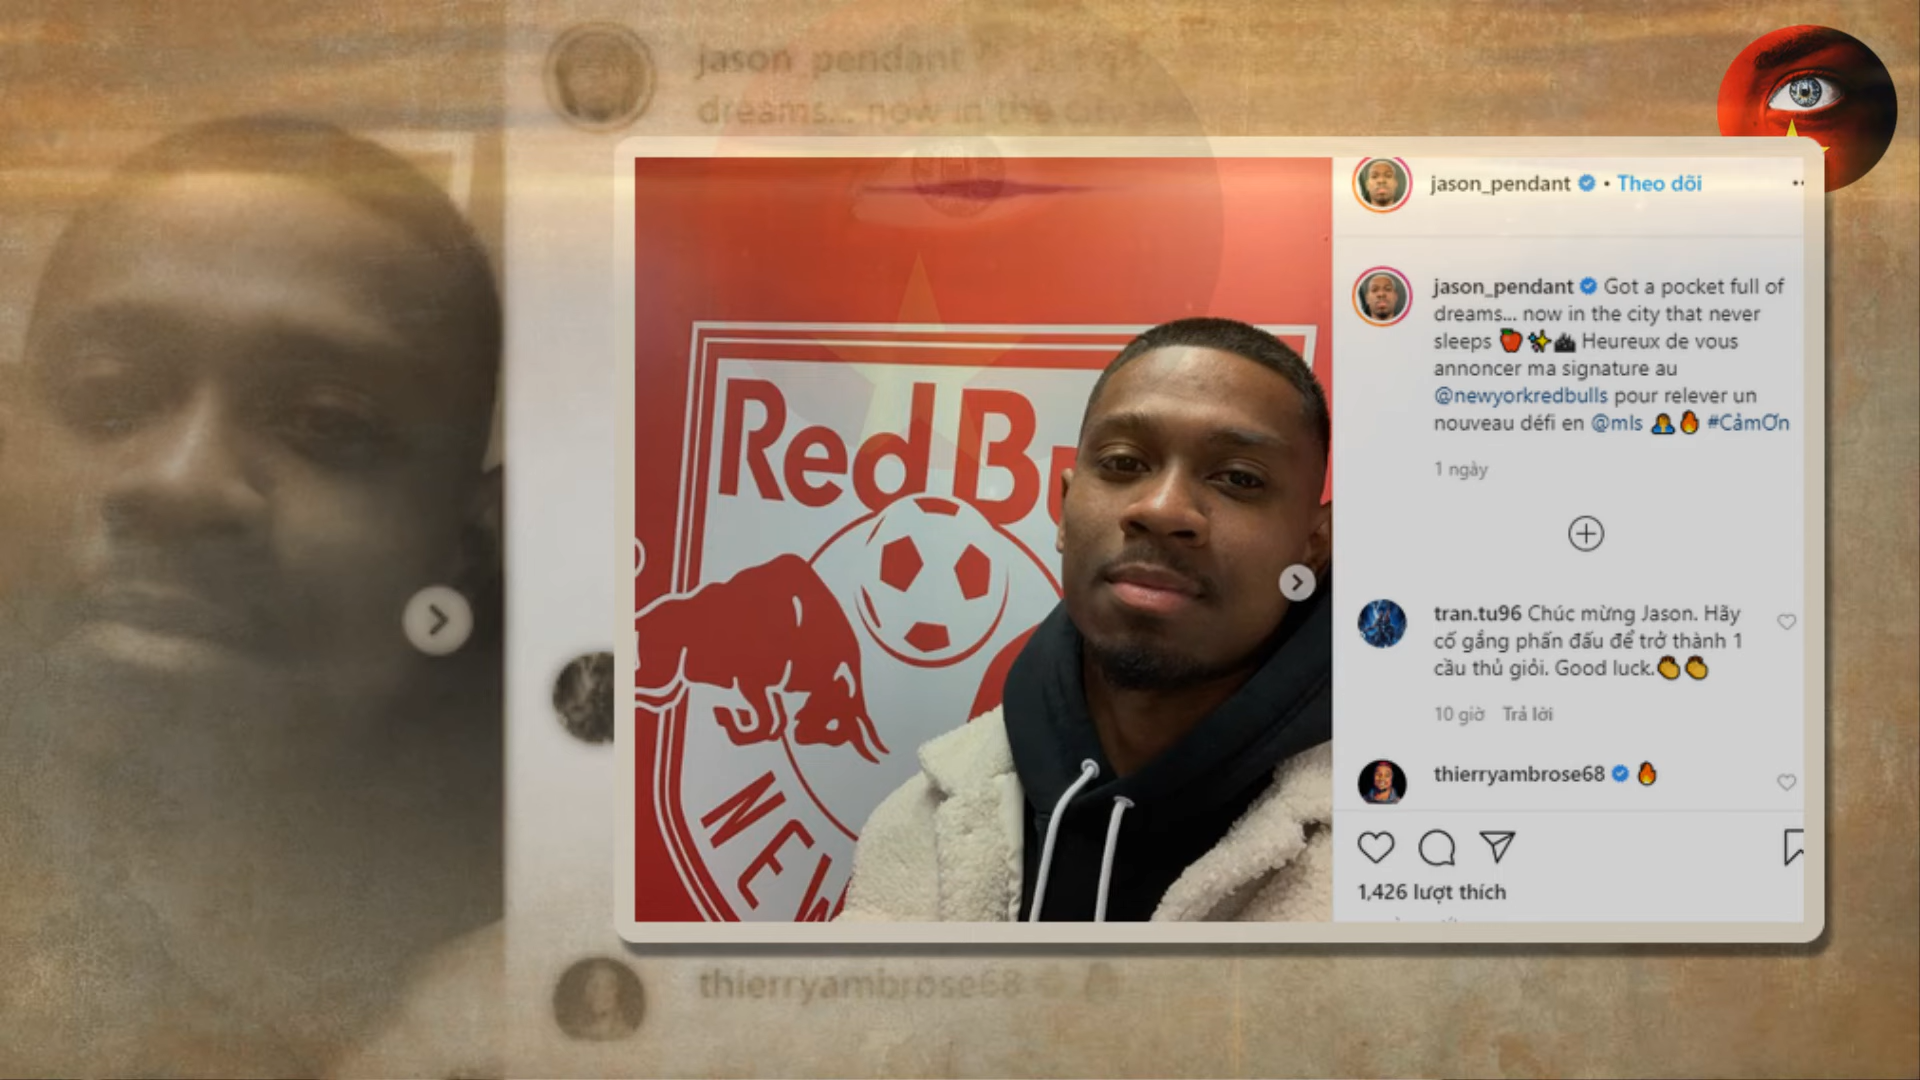 jason_pendant
dreams... now in the city
Red Bu
NEW
jason_pendant • Theo dõi
jason_pendant Got a pocket full of
dreams... now in the city that never
sleeps 🍎✨🏙 Heureux de vous
annoncer ma signature au
@newyorkredbulls pour relever un
nouveau défi en @mls 🙏🔥 #CảmƠn
1 ngày
tran.tu96 Chúc mừng Jason. Hãy
cố gắng phấn đấu để trở thành 1
cầu thủ giỏi. Good luck.👏👏
10 giờ Trả lời
thierryambrose68 🔥
1,426 lượt thích
thierryambrose68